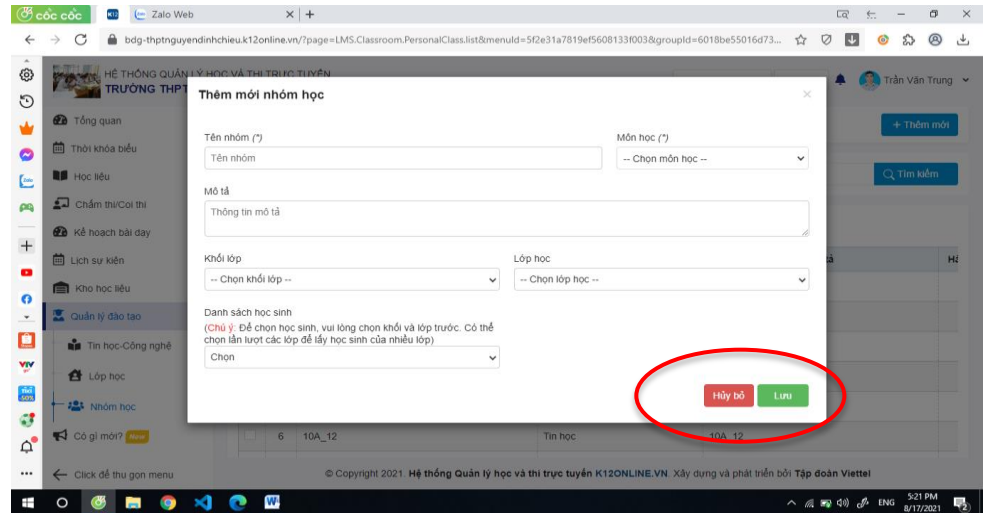 cốc cốc
K12
Zalo Web
bdg-thptnguyendinhchieu.k12online.vn/?page=LMS.Classroom.PersonalClass.list&menuId=5f2e31a7819ef5608133f003&groupId=6018be55016d73...
HỆ THỐNG QUẢN LÝ HỌC VÀ THI TRỰC TUYẾN
TRƯỜNG THPT
Trần Văn Trung
Thêm mới nhóm học
Tổng quan
+ Thêm mới
Tên nhóm (*)
Môn học (*)
Thời khóa biểu
Tên nhóm
-- Chọn môn học --
Học liệu
Tìm kiếm
Mô tả
Chấm thi/Coi thi
Thông tin mô tả
Kế hoạch bài dạy
Lịch sự kiện
Khối lớp
Lớp học
tả
Kho học liệu
-- Chọn khối lớp --
-- Chọn lớp học --
Quản lý đào tạo
Danh sách học sinh
(Chú ý: Để chọn học sinh, vui lòng chọn khối và lớp trước. Có thể
chọn lần lượt các lớp để lấy học sinh của nhiều lớp)
Tin học-Công nghệ
Chọn
Lớp học
Hủy bỏ
Lưu
Nhóm học
Có gì mới? New
6
10A_12
Tin học
10A_12
Click để thu gọn menu
© Copyright 2021. Hệ thống Quản lý học và thi trực tuyến K12ONLINE.VN. Xây dựng và phát triển bởi Tập đoàn Viettel
ENG
5:21 PM
8/17/2021